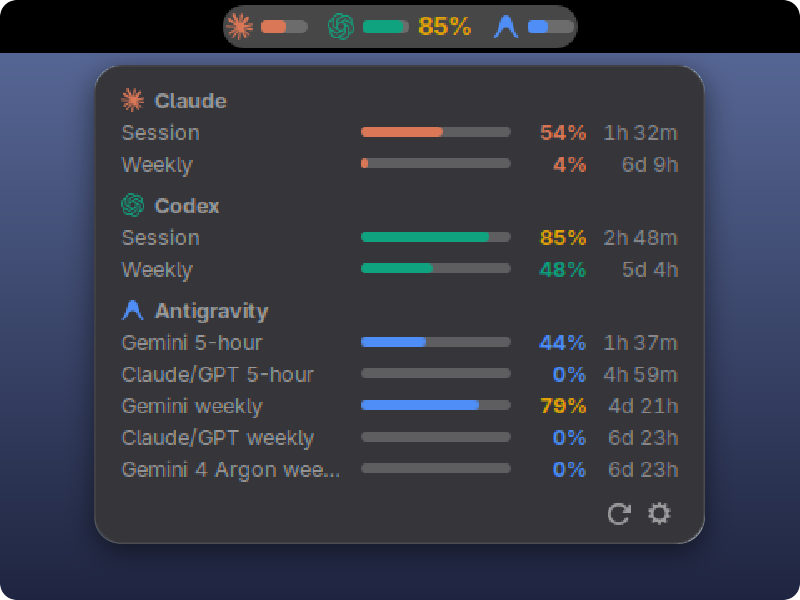 85%
Claude
Session 54% 1h 32m
Weekly 4% 6d 9h
Codex
Session 85% 2h 48m
Weekly 48% 5d 4h
Antigravity
Gemini 5-hour 44% 1h 37m
Claude/GPT 5-hour 0% 4h 59m
Gemini weekly 79% 4d 21h
Claude/GPT weekly 0% 6d 23h
Gemini 4 Argon wee... 0% 6d 23h